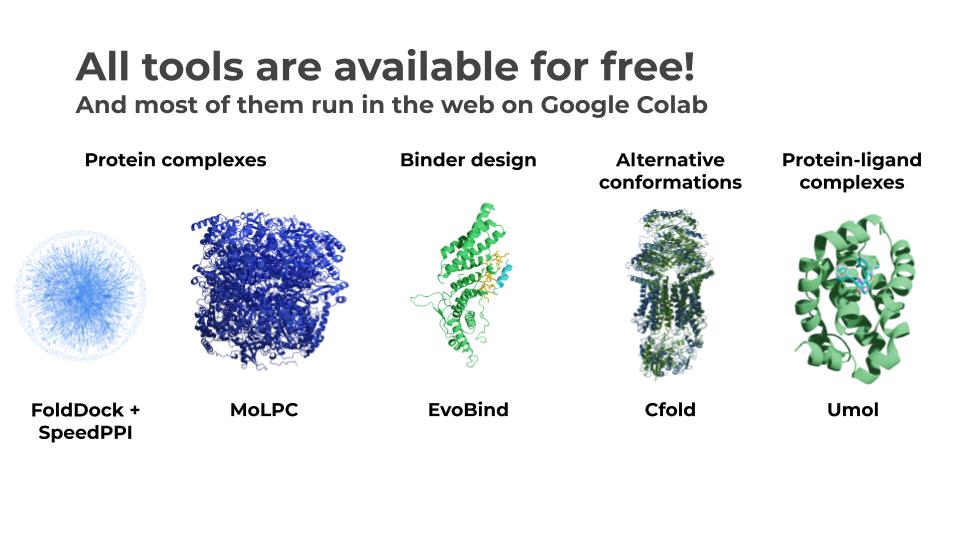 All tools are available for free!
And most of them run in the web on Google Colab
Protein complexes
Binder design
Alternative
conformations
Protein-ligand
complexes
FoldDock +
SpeedPPI
MoLPC
EvoBind
Cfold
Umol